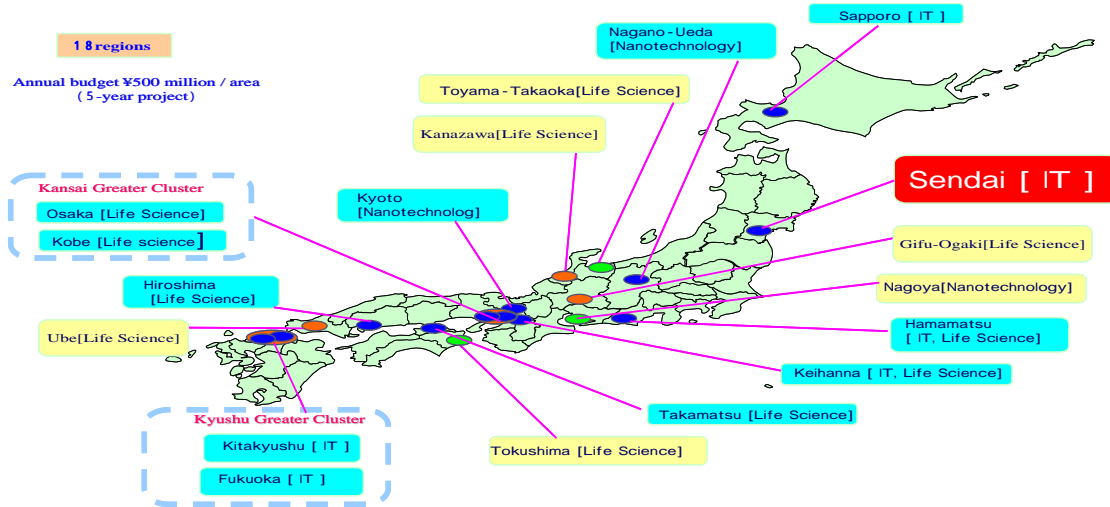 Sapporo [ IT ]
Nagano-Ueda
[Nanotechnology]
18 regions
Annual budget ¥500 million / area
( 5-year project)
Toyama-Takaoka[Life Science]
Kanazawa[Life Science]
Sendai [ IT ]
Kansai Greater Cluster
Osaka [Life Science]
Kobe [Life science]
Kyoto
[Nanotechnolog]
Gifu-Ogaki[Life Science]
Hiroshima
[Life Science]
Nagoya[Nanotechnology]
Ube[Life Science]
Hamamatsu
[ IT, Life Science]
Keihanna [ IT, Life Science]
Kyushu Greater Cluster
Kitakyushu [ IT ]
Fukuoka [ IT ]
Takamatsu [Life Science]
Tokushima [Life Science]